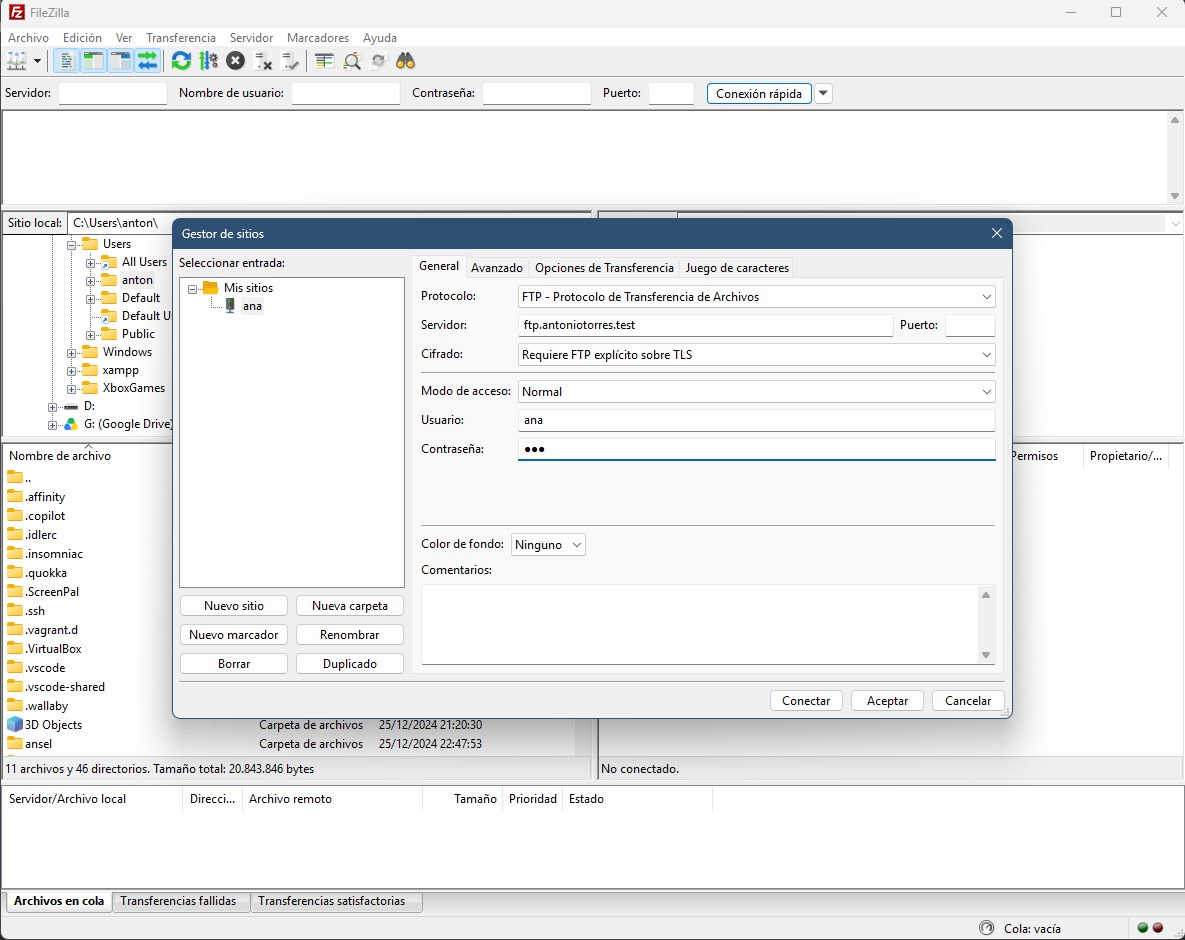 FileZilla
Archivo Edición Ver Transferencia Servidor Marcadores Ayuda
Servidor: Nombre de usuario: Contraseña: Puerto: Conexión rápida
Sitio local: C:\Users\anton\
Users
All Users
anton
Default
Default U
Public
Windows
xampp
XboxGames
D:
G: (Google Drive)
Gestor de sitios
Seleccionar entrada:
Mis sitios
ana
Nuevo sitio Nueva carpeta
Nuevo marcador Renombrar
Borrar Duplicado
General Avanzado Opciones de Transferencia Juego de caracteres
Protocolo: FTP - Protocolo de Transferencia de Archivos
Servidor: ftp.antoniotorres.test Puerto:
Cifrado: Requiere FTP explícito sobre TLS
Modo de acceso: Normal
Usuario: ana
Contraseña: •••
Color de fondo: Ninguno
Comentarios:
Conectar Aceptar Cancelar
Nombre de archivo
..
.affinity
.copilot
.idlerc
.insomniac
.quokka
.ScreenPal
.ssh
.vagrant.d
.VirtualBox
.vscode
.vscode-shared
.wallaby
3D Objects Carpeta de archivos 25/12/2024 21:20:30
ansel Carpeta de archivos 25/12/2024 22:47:53
11 archivos y 46 directorios. Tamaño total: 20.843.846 bytes
Permisos Propietario/...
No conectado.
Servidor/Archivo local Direcci... Archivo remoto Tamaño Prioridad Estado
Archivos en cola Transferencias fallidas Transferencias satisfactorias
Cola: vacía